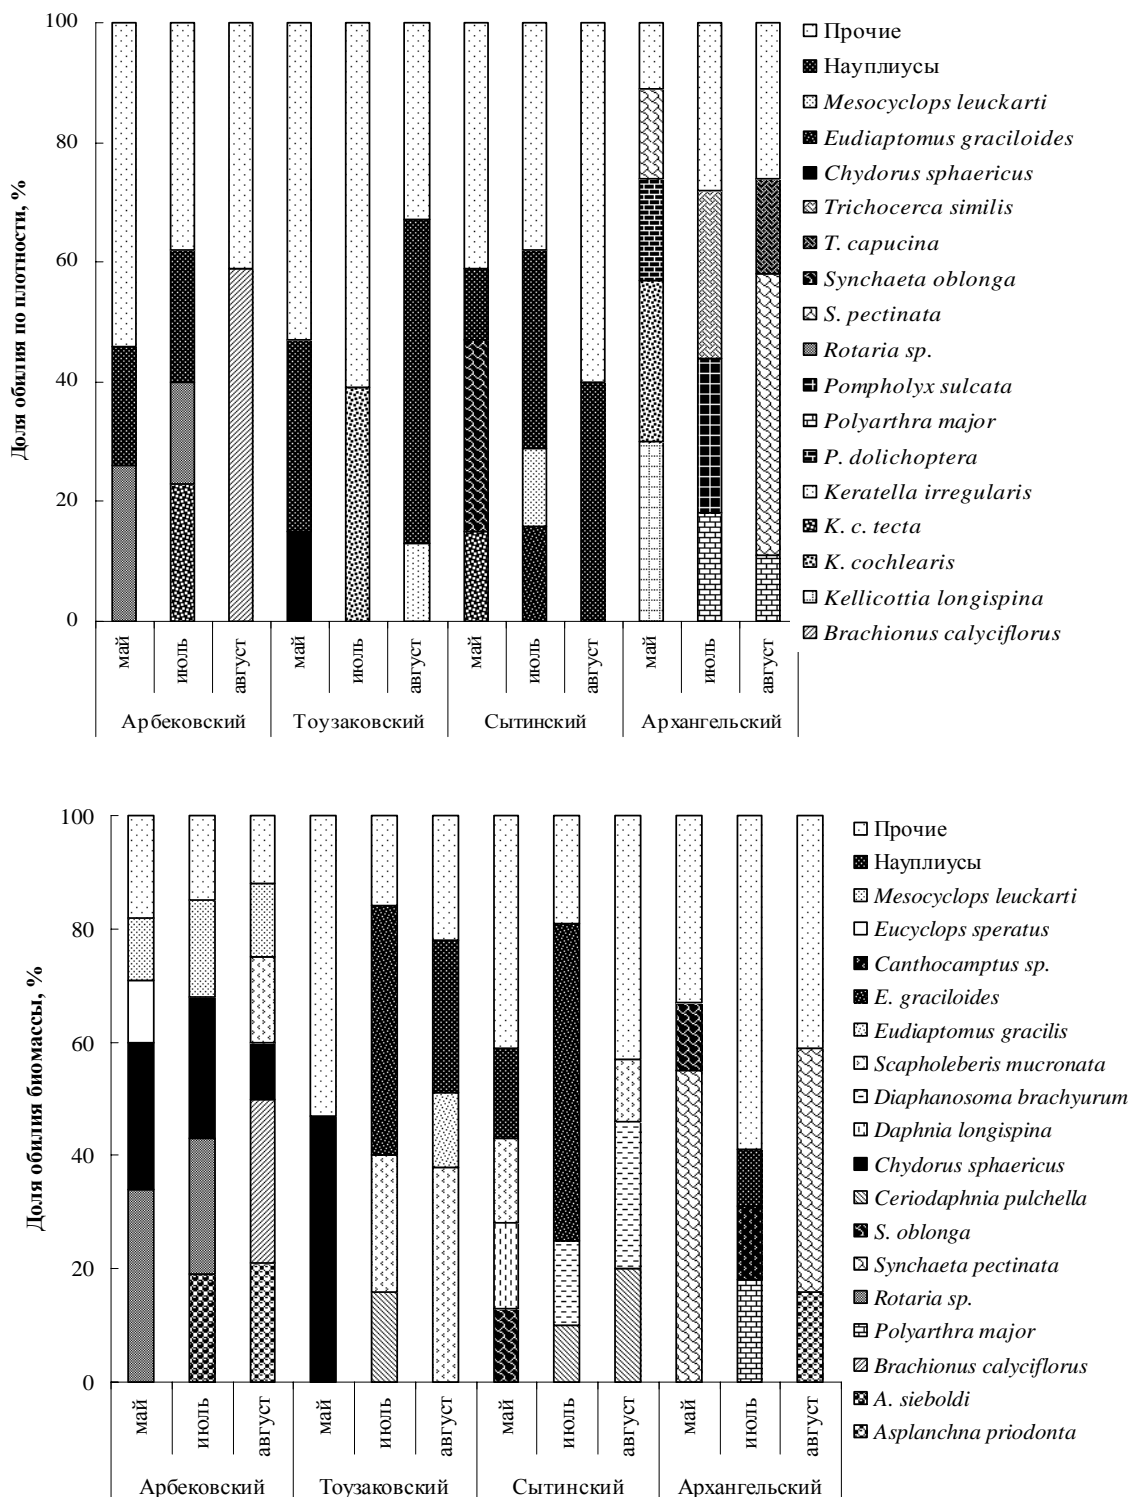 Доля обилия по плотности, %
100
80
60
40
20
0
май июль август май июль август май июль август май июль август
Арбековский Тоузаковский Сытинский Архангельский
Прочие
Науплиусы
Mesocyclops leuckarti
Eudiaptomus graciloides
Chydorus sphaericus
Trichocerca similis
T. capucina
Synchaeta oblonga
S. pectinata
Rotaria sp.
Pompholyx sulcata
Polyarthra major
P. dolichoptera
Keratella irregularis
K. c. tecta
K. cochlearis
Kellicottia longispina
Brachionus calyciflorus
Доля обилия биомассы, %
100
80
60
40
20
0
май июль август май июль август май июль август май июль август
Арбековский Тоузаковский Сытинский Архангельский
Прочие
Науплиусы
Mesocyclops leuckarti
Eucyclops speratus
Canthocamptus sp.
E. graciloides
Eudiaptomus gracilis
Scapholeberis mucronata
Diaphanosoma brachyurum
Daphnia longispina
Chydorus sphaericus
Ceriodaphnia pulchella
S. oblonga
Synchaeta pectinata
Rotaria sp.
Polyarthra major
Brachionus calyciflorus
A. sieboldi
Asplanchna priodonta